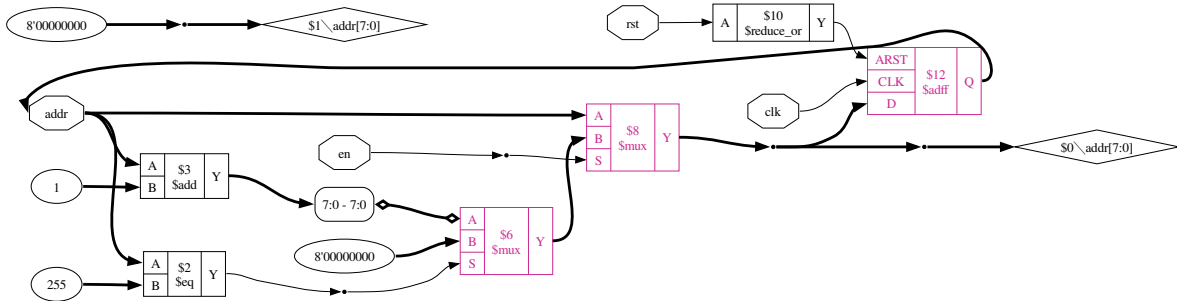 8'00000000
$1\addr[7:0]
rst
A
$10
$reduce_or
Y
ARST
CLK
D
$12
$adff
Q
addr
clk
A
B
S
$8
$mux
Y
en
$0\addr[7:0]
A
B
$3
$add
Y
1
7:0 - 7:0
A
B
S
$6
$mux
Y
8'00000000
A
B
$2
$eq
Y
255